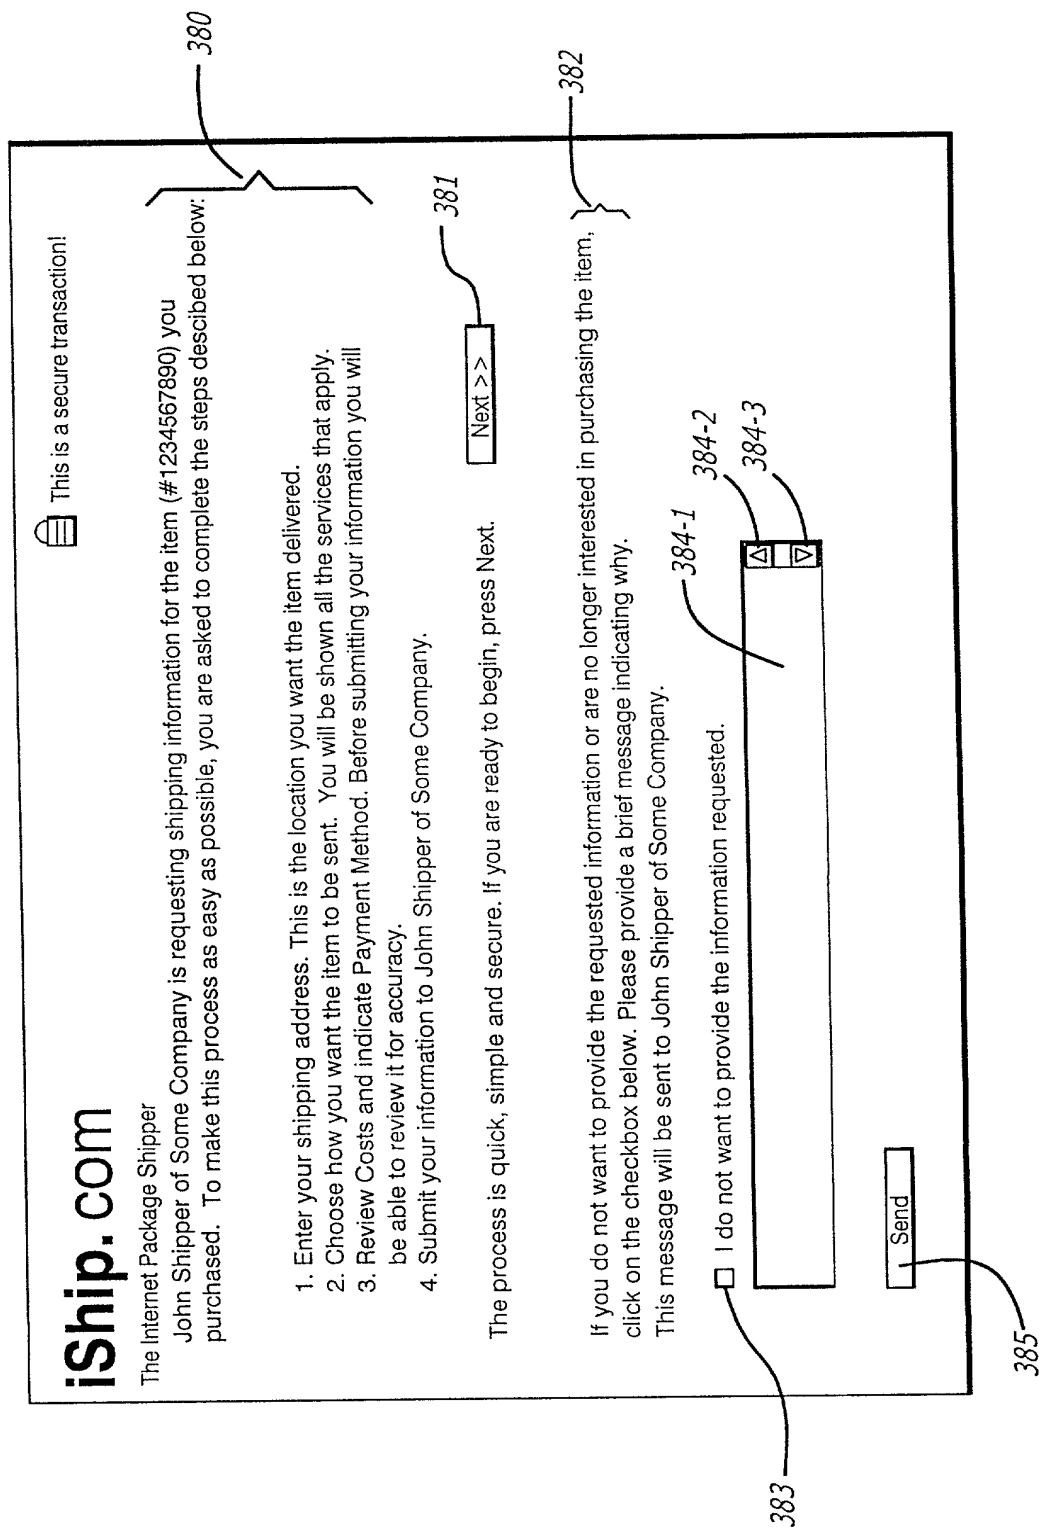 iShip.com
This is a secure transaction!
The Internet Package Shipper
John Shipper of Some Company is requesting shipping information for the item (#1234567890) you
purchased. To make this process as easy as possible, you are asked to complete the steps descibed below:
380
1. Enter your shipping address. This is the location you want the item delivered.
2. Choose how you want the item to be sent. You will be shown all the services that apply.
3. Review Costs and indicate Payment Method. Before submitting your information you will
be able to review it for accuracy.
4. Submit your information to John Shipper of Some Company.
381
The process is quick, simple and secure. If you are ready to begin, press Next.
Next >>
382
If you do not want to provide the requested information or are no longer interested in purchasing the item,
click on the checkbox below. Please provide a brief message indicating why.
This message will be sent to John Shipper of Some Company.
384-1
384-2
384-3
I do not want to provide the information requested.
383
Send
385